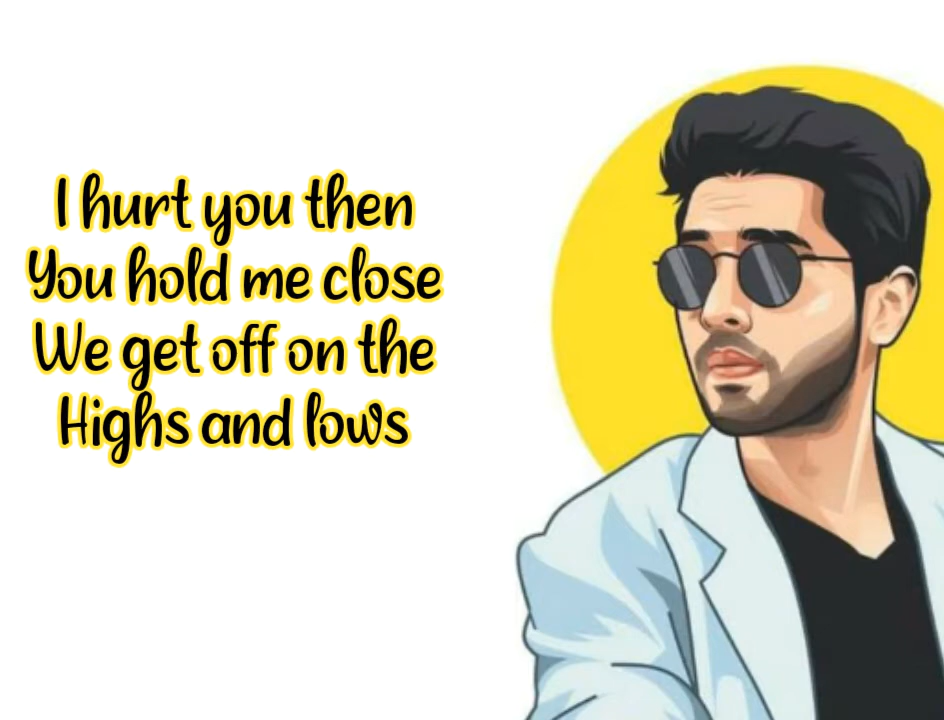 I hurt you then
You hold me close
We get off on the
Highs and lows